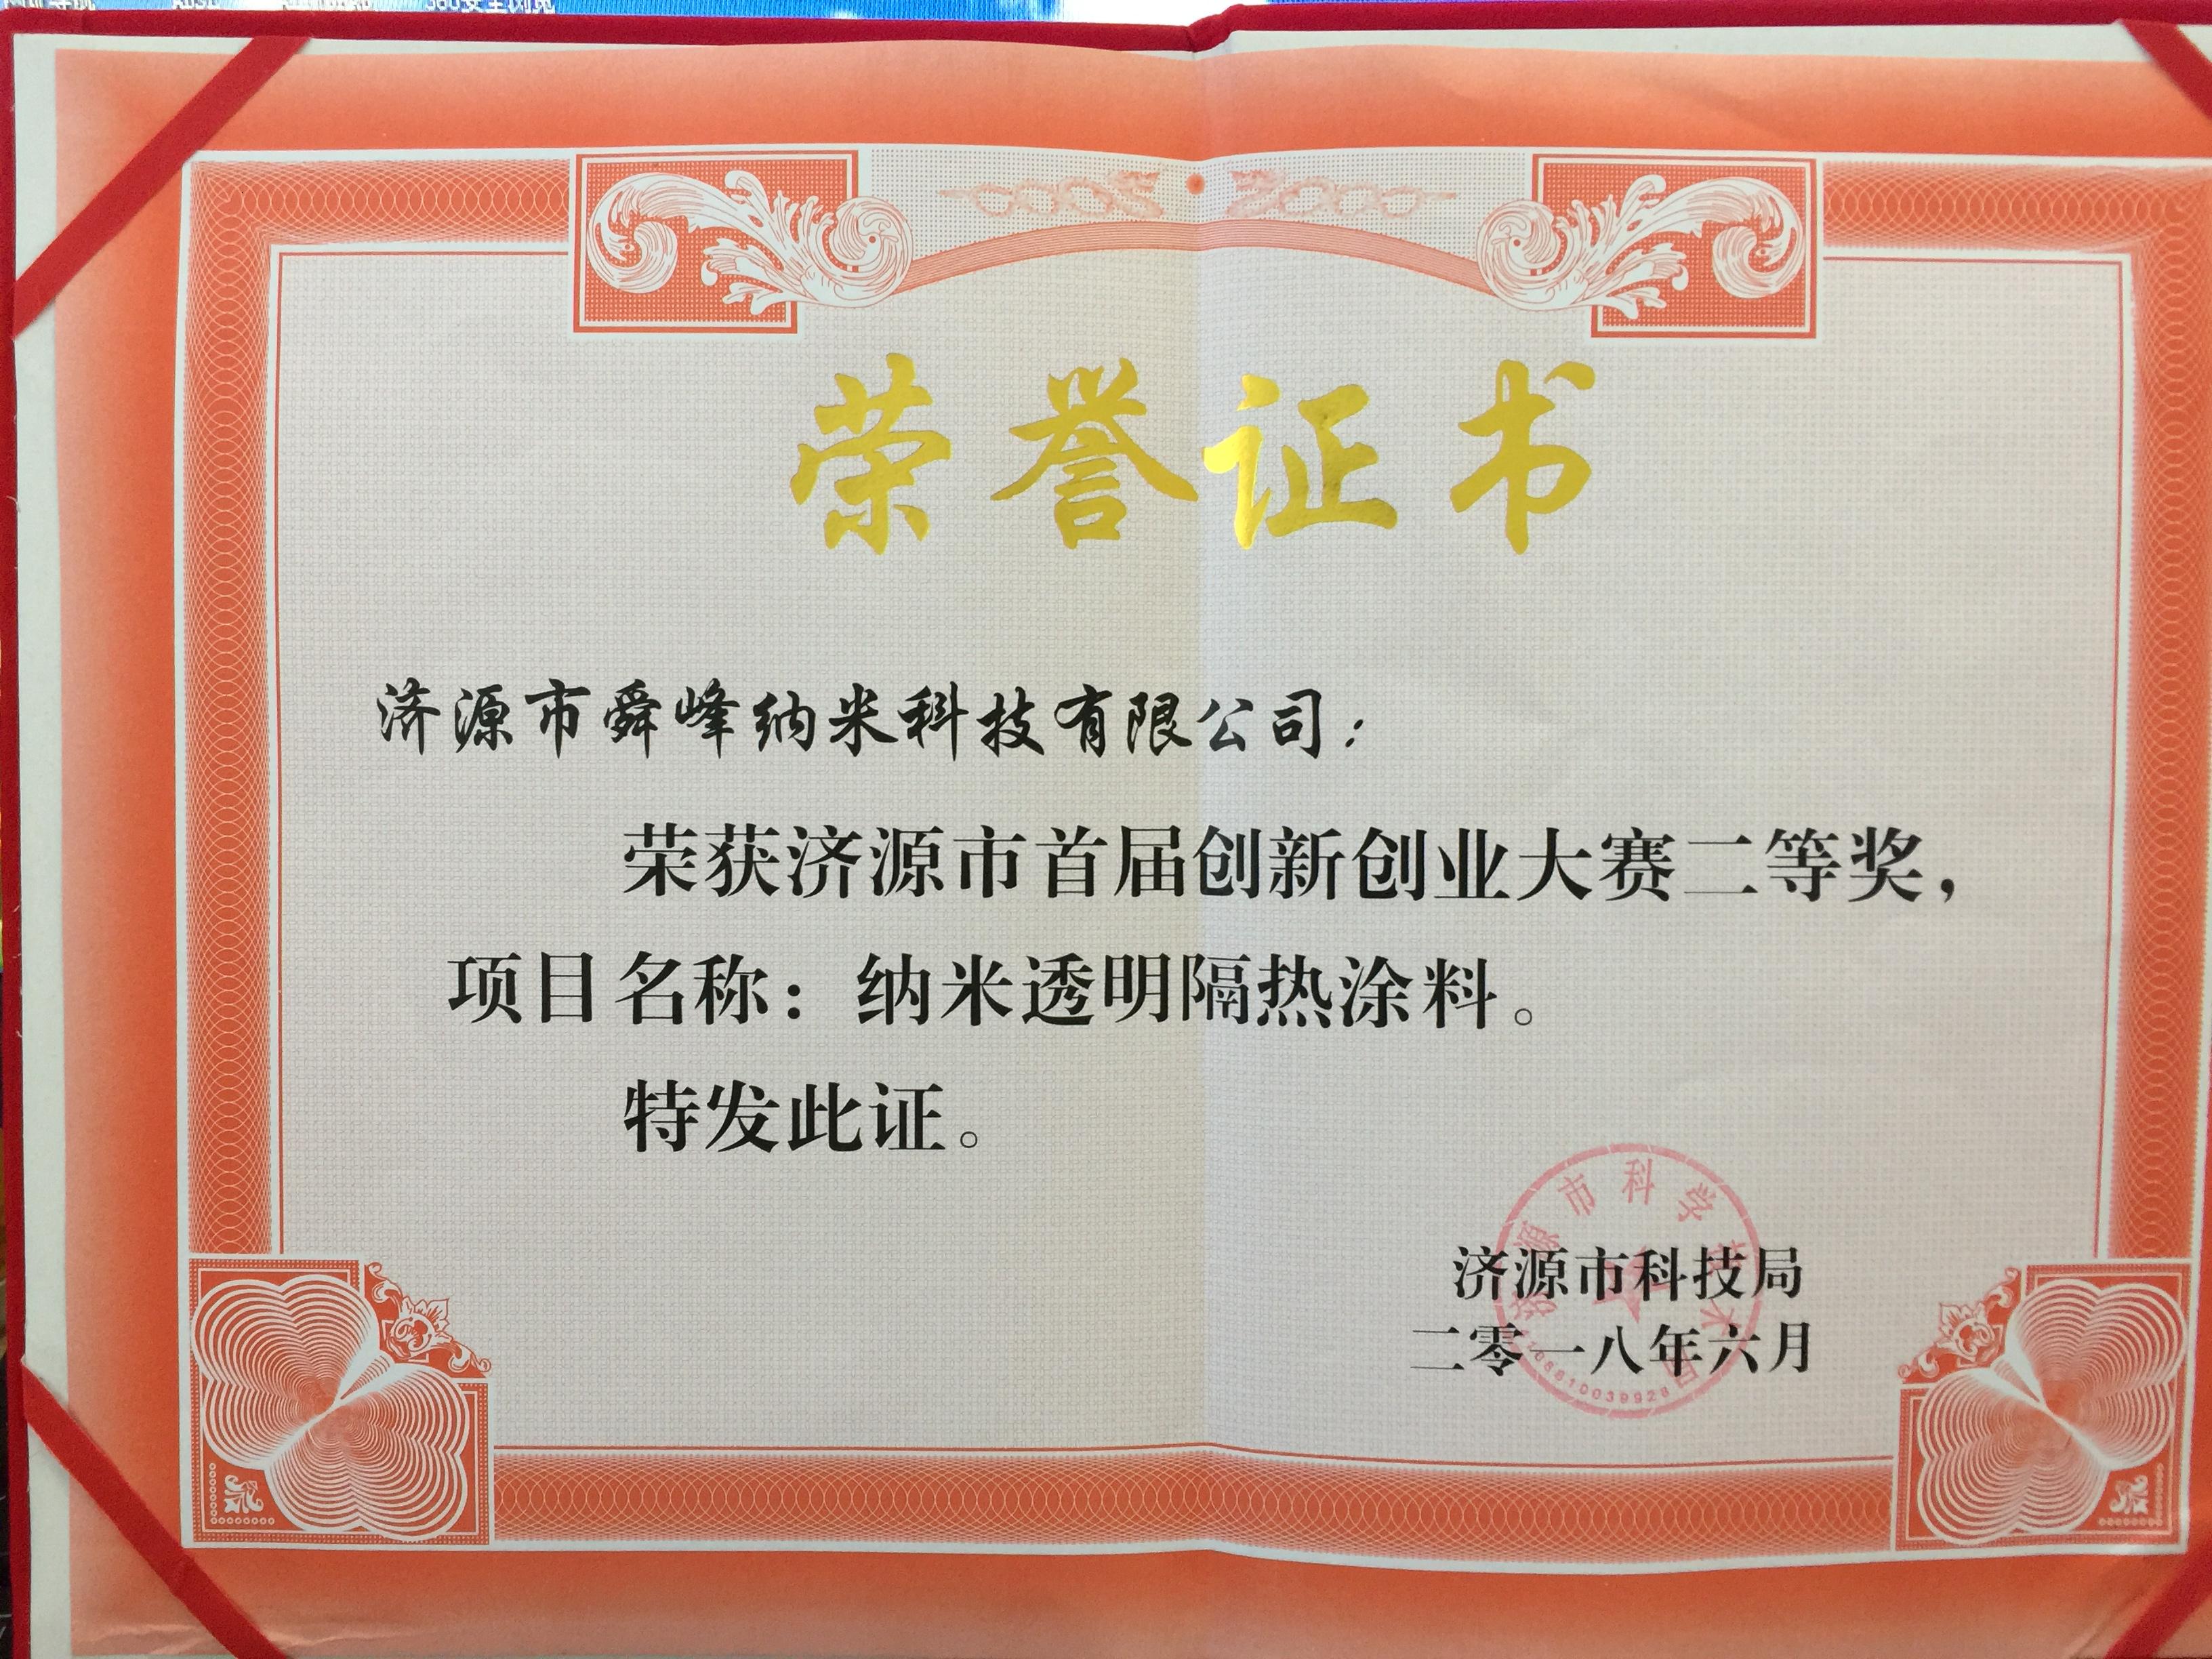 荣誉证书
济源市舜峰纳米科技有限公司：
荣获济源市首届创新创业大赛二等奖，
项目名称：纳米透明隔热涂料。
特发此证。
济源市科技局
二零一八年六月